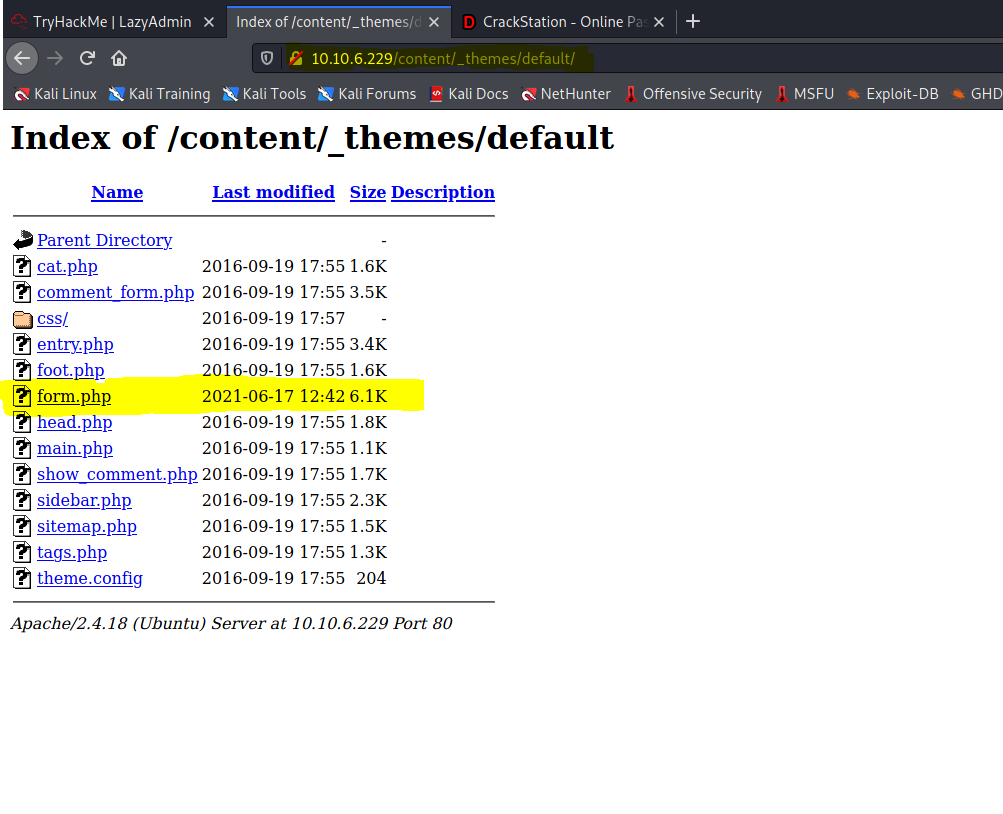 TryHackMe | LazyAdmin
Index of /content/_themes/d
CrackStation - Online Pas
10.10.6.229/content/_themes/default/
Kali Linux Kali Training Kali Tools Kali Forums Kali Docs NetHunter Offensive Security MSFU Exploit-DB GHD
Index of /content/_themes/default
Name Last modified Size Description
Parent Directory -
cat.php 2016-09-19 17:55 1.6K
comment_form.php 2016-09-19 17:55 3.5K
css/ 2016-09-19 17:57 -
entry.php 2016-09-19 17:55 3.4K
foot.php 2016-09-19 17:55 1.6K
form.php 2021-06-17 12:42 6.1K
head.php 2016-09-19 17:55 1.8K
main.php 2016-09-19 17:55 1.1K
show_comment.php 2016-09-19 17:55 1.7K
sidebar.php 2016-09-19 17:55 2.3K
sitemap.php 2016-09-19 17:55 1.5K
tags.php 2016-09-19 17:55 1.3K
theme.config 2016-09-19 17:55 204
Apache/2.4.18 (Ubuntu) Server at 10.10.6.229 Port 80